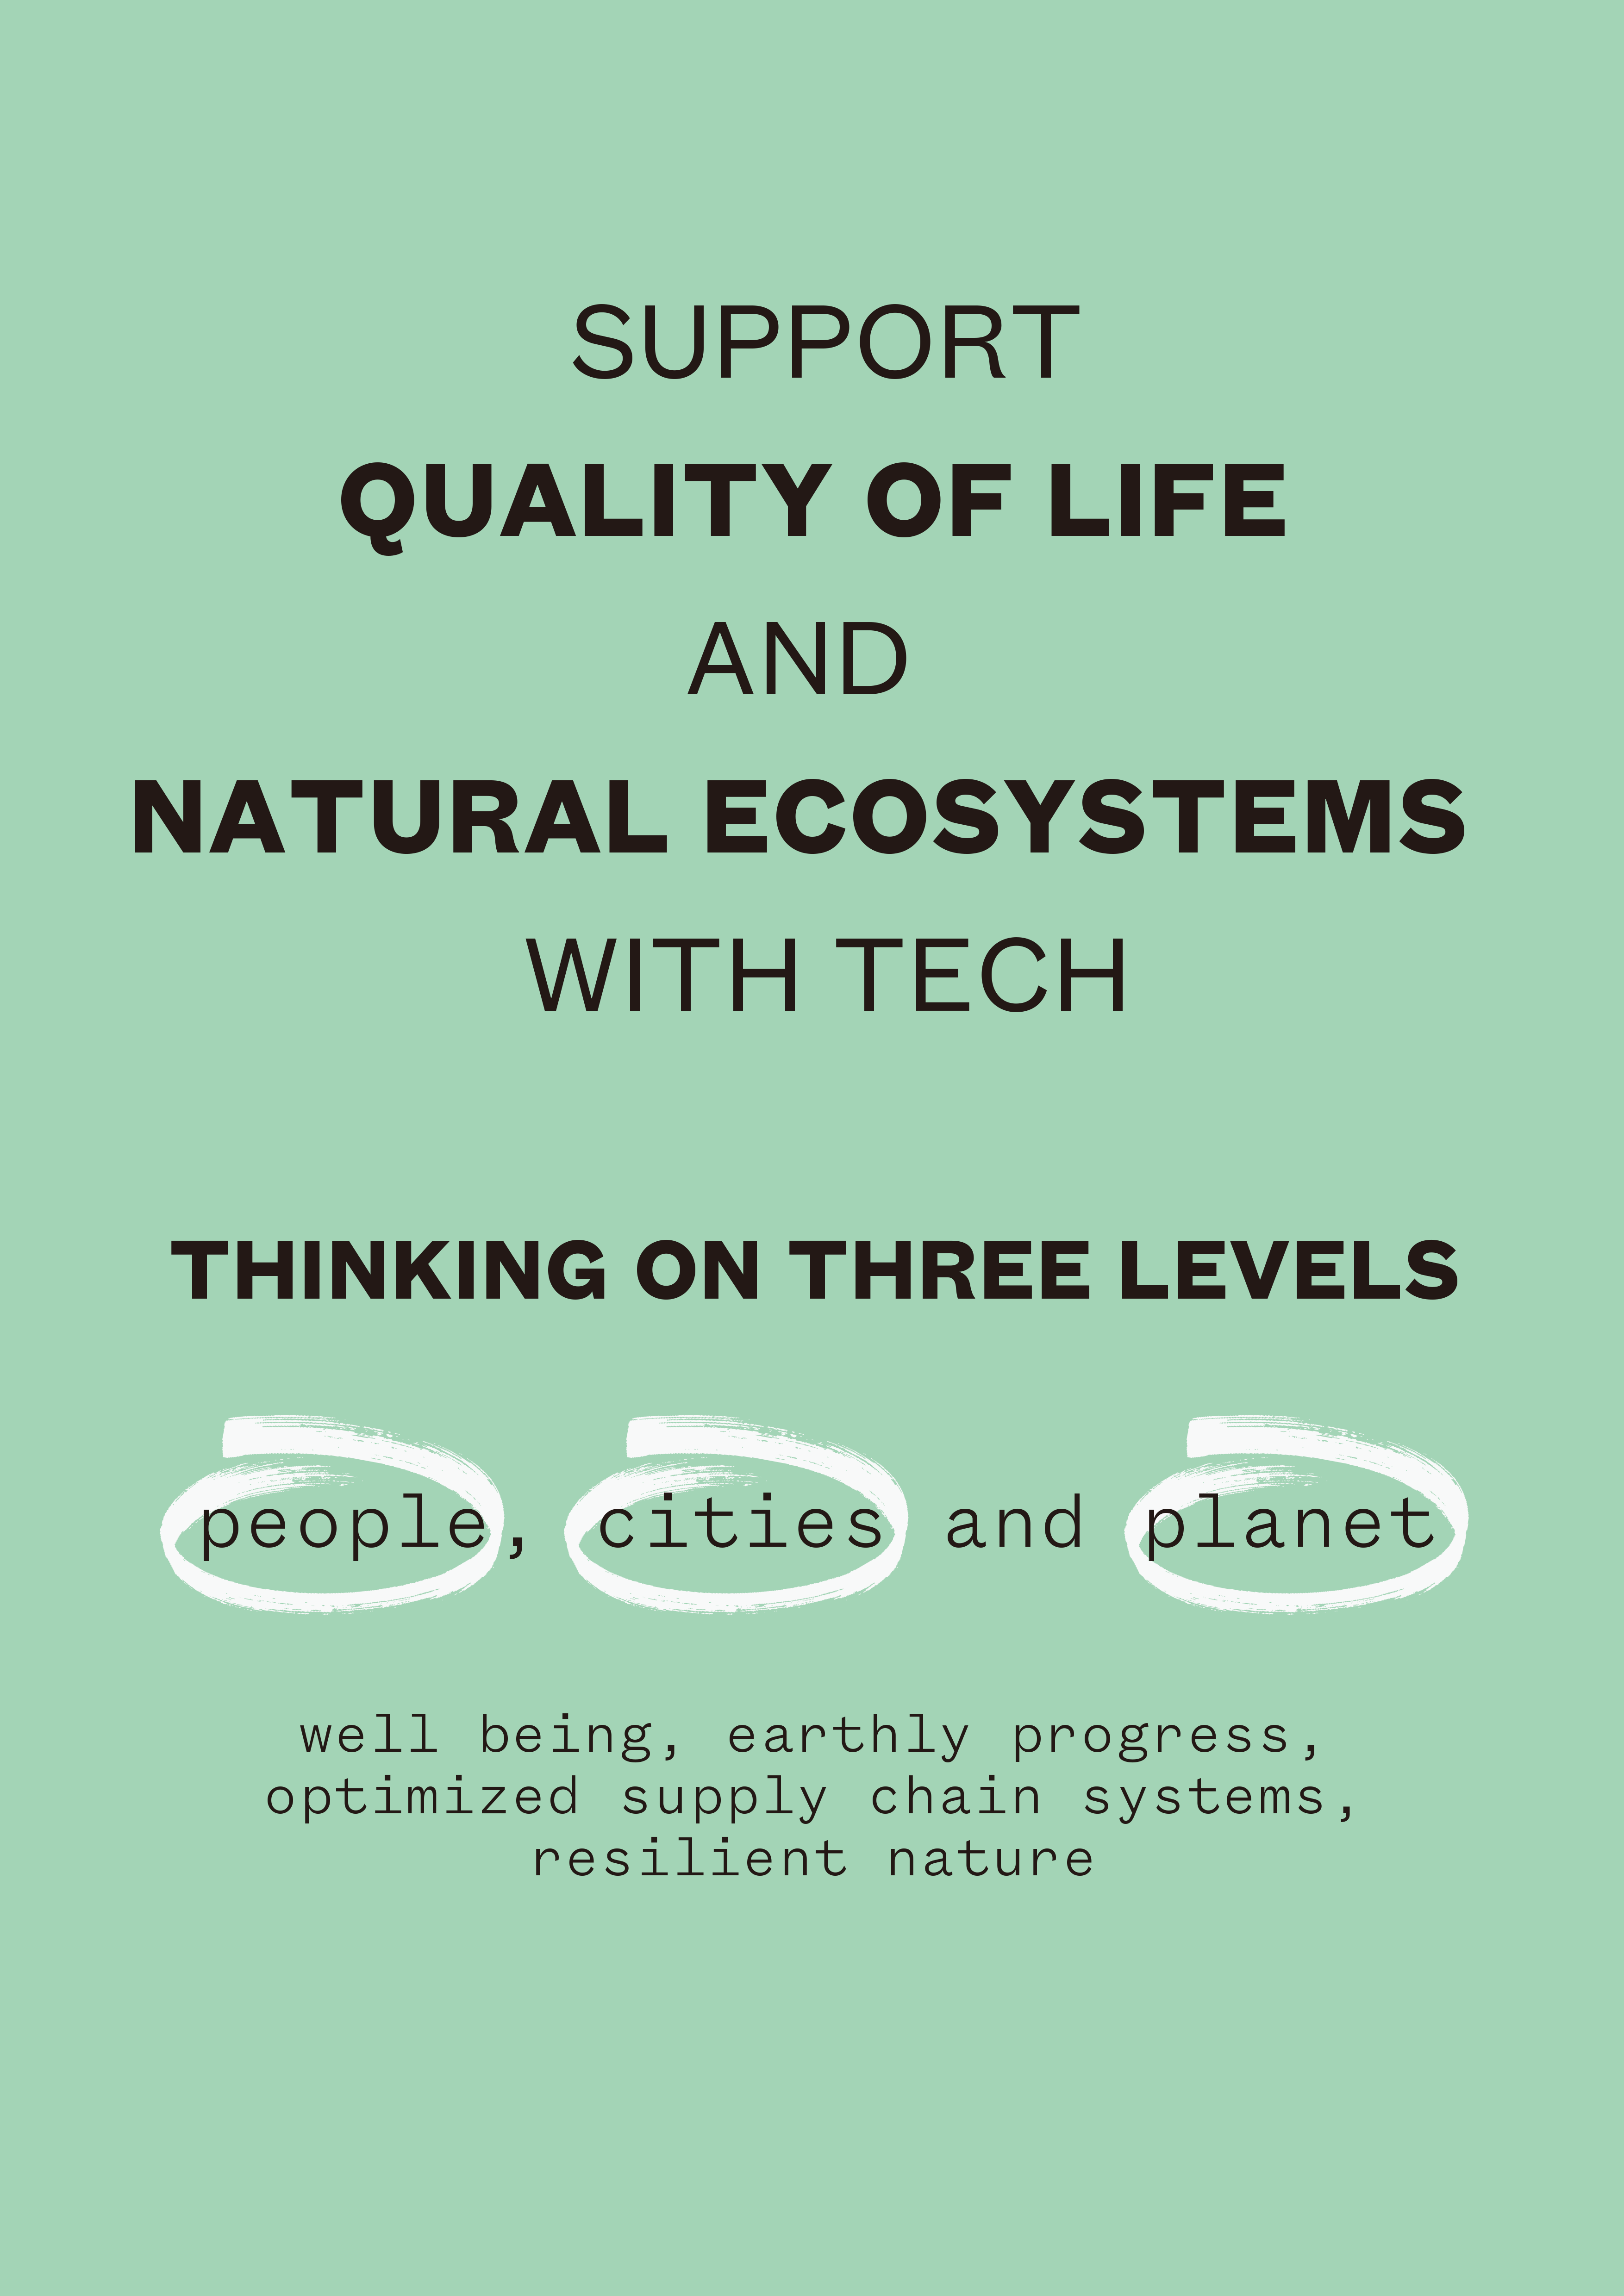 SUPPORT
QUALITY OF LIFE
AND
NATURAL ECOSYSTEMS
WITH TECH
THINKING ON THREE LEVELS
people, cities and planet
well being, earthly progress,
optimized supply chain systems,
resilient nature